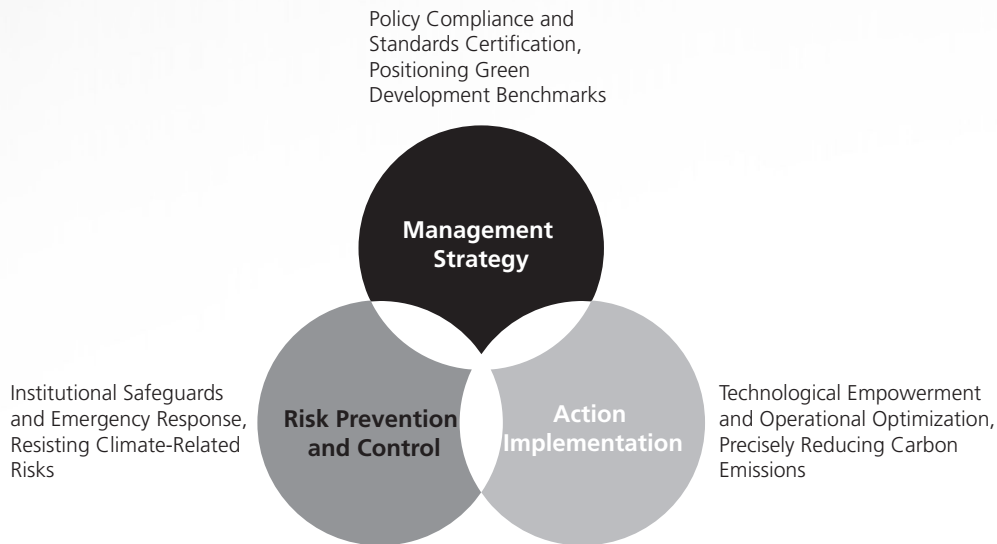 Policy Compliance and
Standards Certification,
Positioning Green
Development Benchmarks
Management
Strategy
Institutional Safeguards
and Emergency Response,
Resisting Climate-Related
Risks
Risk Prevention
and Control
Action
Implementation
Technological Empowerment
and Operational Optimization,
Precisely Reducing Carbon
Emissions